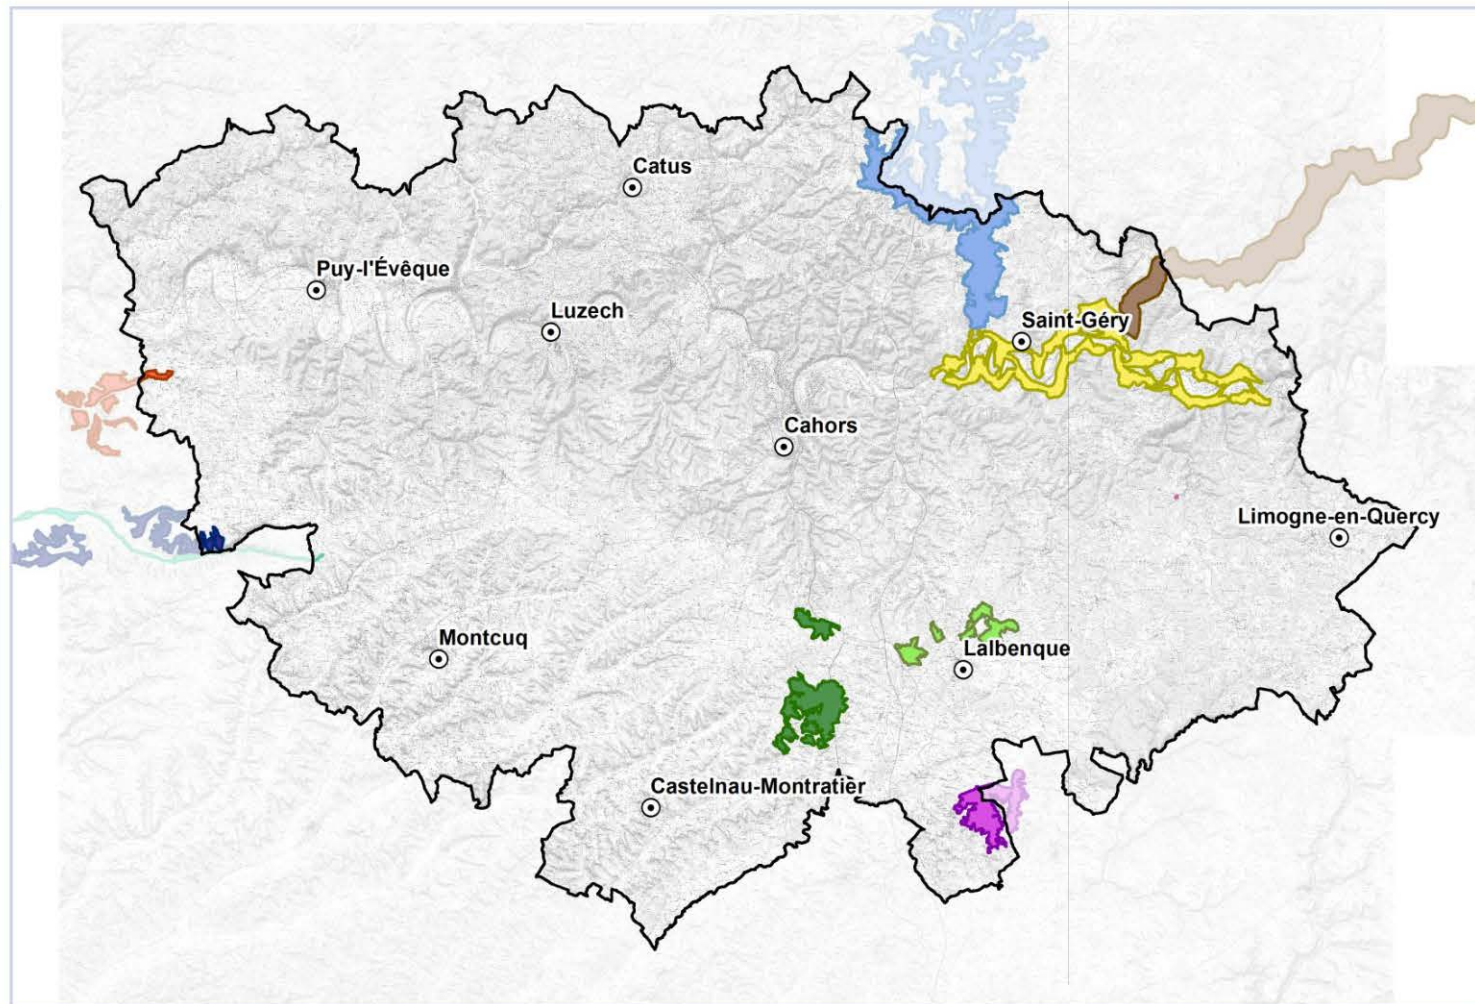 Catus
Puy-l'Évêque
Luzech
Saint-Géry
Cahors
Limogne-en-Quercy
Montcuq
Lalbenque
Castelnau-Montratier